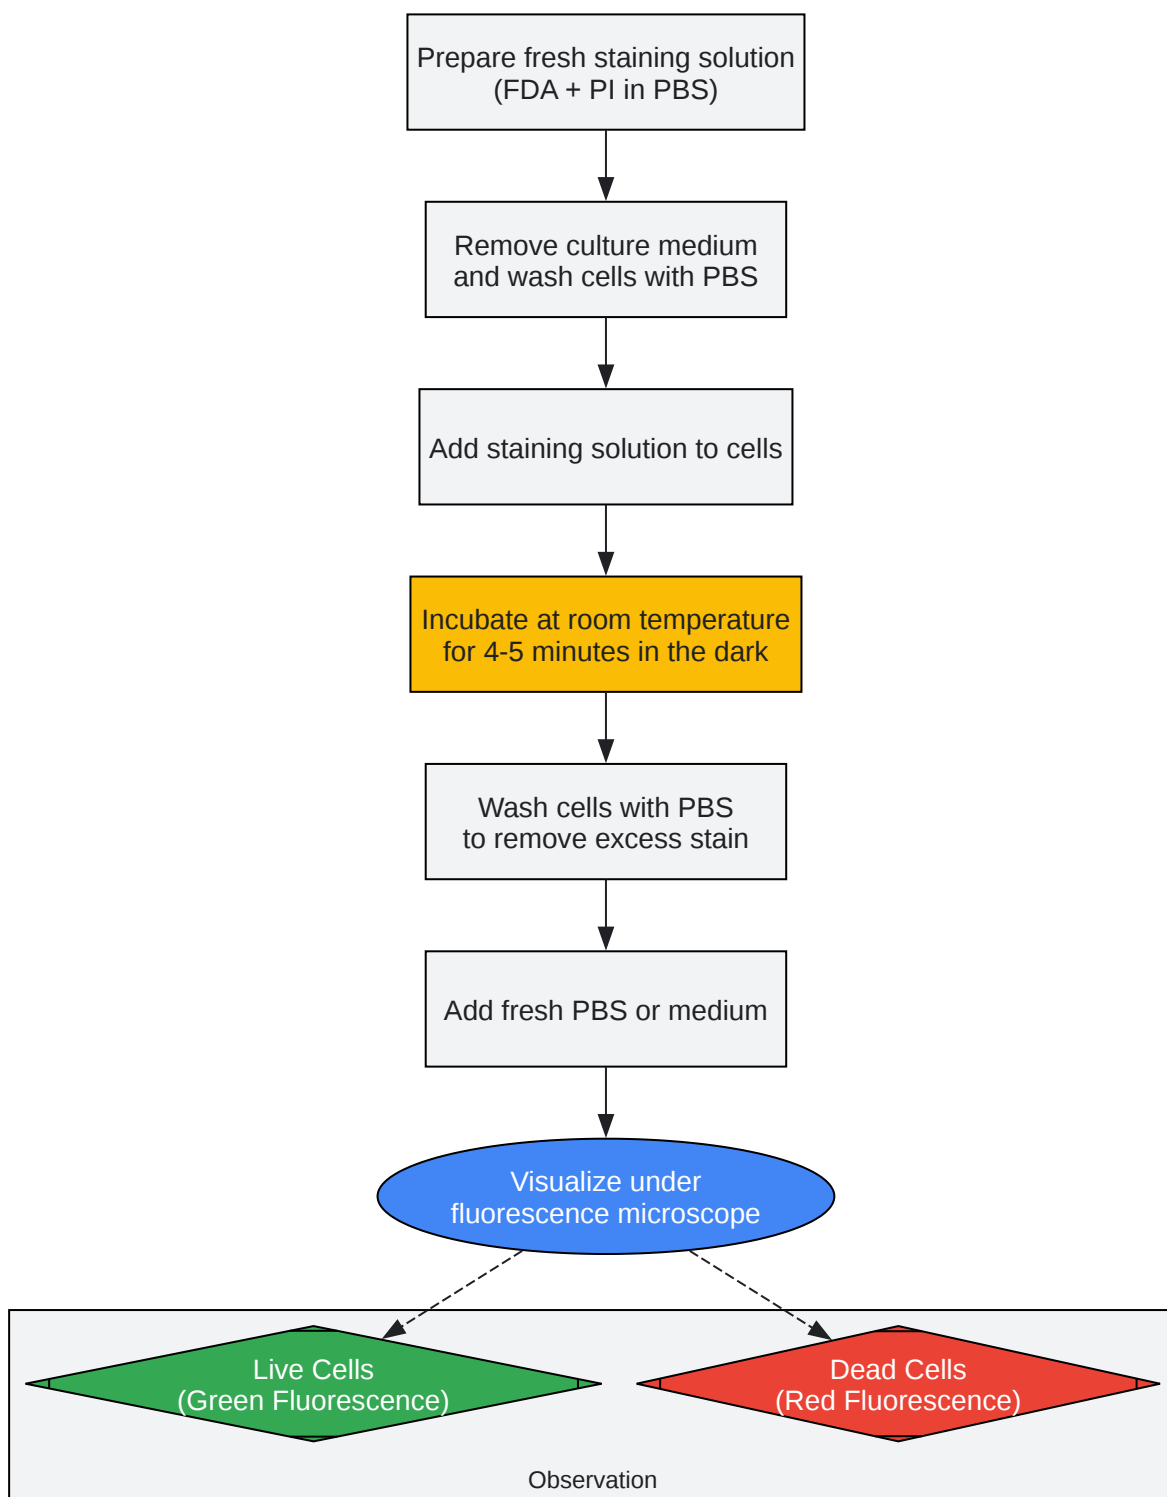 Prepare fresh staining solution
(FDA + PI in PBS)
Remove culture medium
and wash cells with PBS
Add staining solution to cells
Incubate at room temperature
for 4-5 minutes in the dark
Wash cells with PBS
to remove excess stain
Add fresh PBS or medium
Visualize under
fluorescence microscope
Live Cells
(Green Fluorescence)
Dead Cells
(Red Fluorescence)
Observation